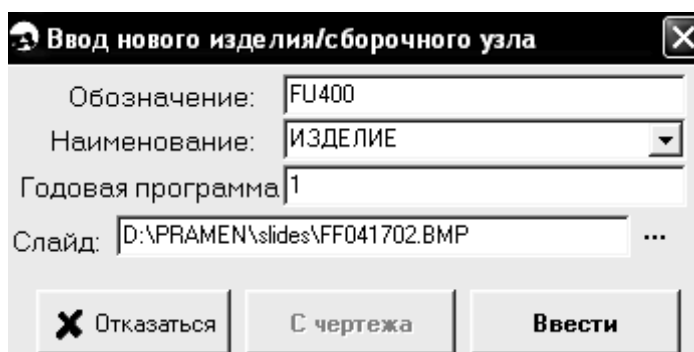 Ввод нового изделия/сборочного узла
Обозначение: FU400
Наименование: ИЗДЕЛИЕ
Годовая программа 1
Слайд: D:\PRAMEN\slides\FF041702.BMP ...
Отказаться С чертежа Ввести